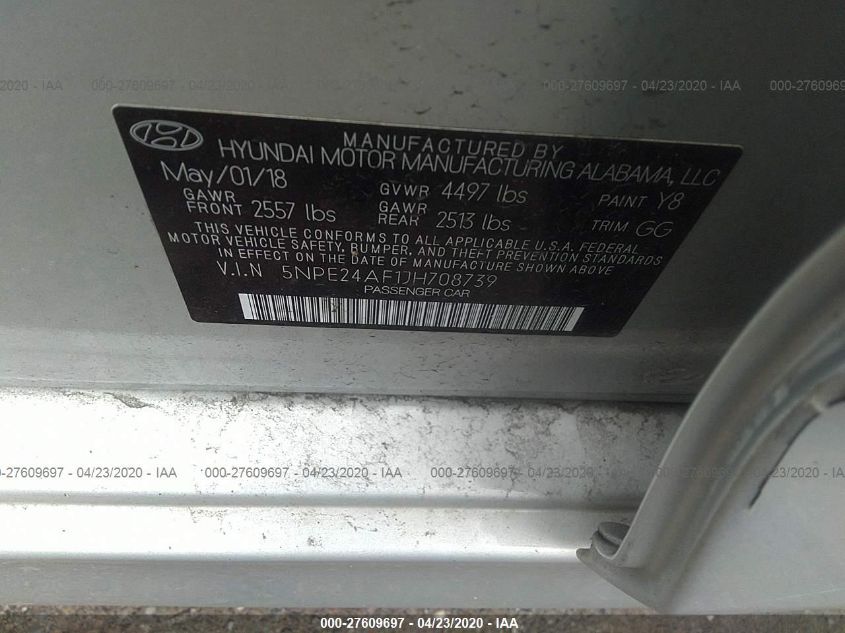 000-27609697 - 04/23/2020 - IAA 000-27609697 - 04/23/2020 - IAA 000-27609697 - 04/23/2020 - IAA
MANUFACTURED BY
HYUNDAI MOTOR MANUFACTURING ALABAMA, LLC
May/01/18 GVWR 4497 lbs PAINT Y8
GAWR FRONT 2557 lbs GAWR REAR 2513 lbs TRIM GG
THIS VEHICLE CONFORMS TO ALL APPLICABLE U.S.A. FEDERAL
MOTOR VEHICLE SAFETY, BUMPER, AND THEFT PREVENTION STANDARDS
IN EFFECT ON THE DATE OF MANUFACTURE SHOWN ABOVE.
V.I.N 5NPE24AF1JH708739
PASSENGER CAR
0-27609697 - 04/23/2020 - IAA 000-27609697 - 04/23/2020 - IAA 000-27609697 - 04/23/2020 - IAA 000-27609697 - 04/23/20
000-27609697 - 04/23/2020 - IAA